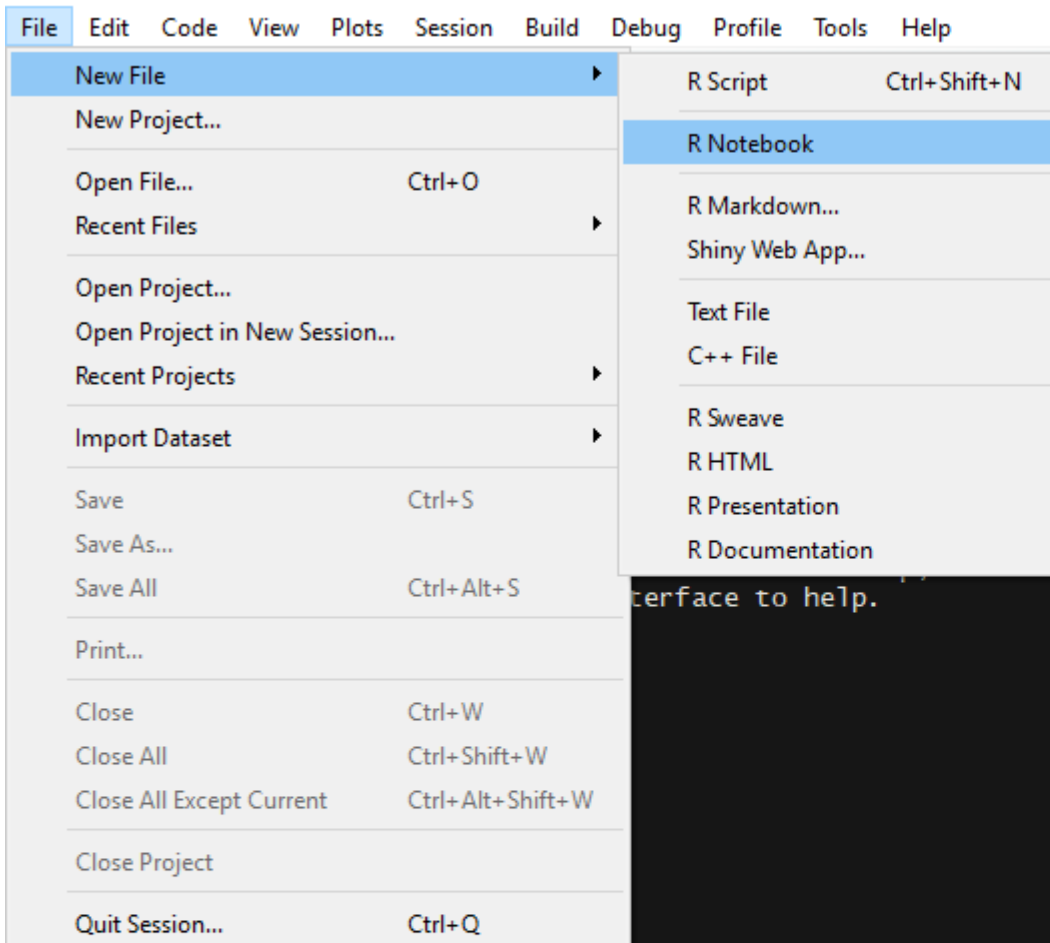 File Edit Code View Plots Session Build Debug Profile Tools Help
New File
New Project...
Open File... Ctrl+O
Recent Files
Open Project...
Open Project in New Session...
Recent Projects
Import Dataset
Save Ctrl+S
Save As...
Save All Ctrl+Alt+S
Print...
Close Ctrl+W
Close All Ctrl+Shift+W
Close All Except Current Ctrl+Alt+Shift+W
Close Project
Quit Session... Ctrl+Q
R Script Ctrl+Shift+N
R Notebook
R Markdown...
Shiny Web App...
Text File
C++ File
R Sweave
R HTML
R Presentation
R Documentation
terface to help.